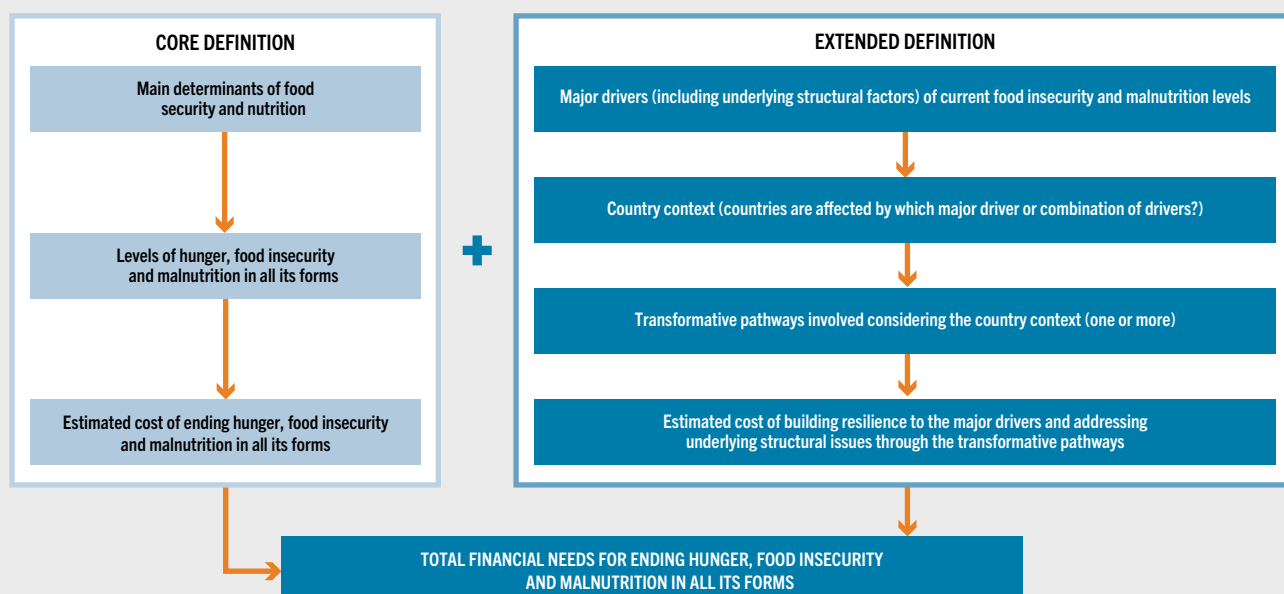 CORE DEFINITION
Main determinants of food
security and nutrition
Levels of hunger, food insecurity
and malnutrition in all its forms
Estimated cost of ending hunger, food insecurity
and malnutrition in all its forms
+
EXTENDED DEFINITION
Major drivers (including underlying structural factors) of current food insecurity and malnutrition levels
Country context (countries are affected by which major driver or combination of drivers?)
Transformative pathways involved considering the country context (one or more)
Estimated cost of building resilience to the major drivers and addressing
underlying structural issues through the transformative pathways
TOTAL FINANCIAL NEEDS FOR ENDING HUNGER, FOOD INSECURITY
AND MALNUTRITION IN ALL ITS FORMS